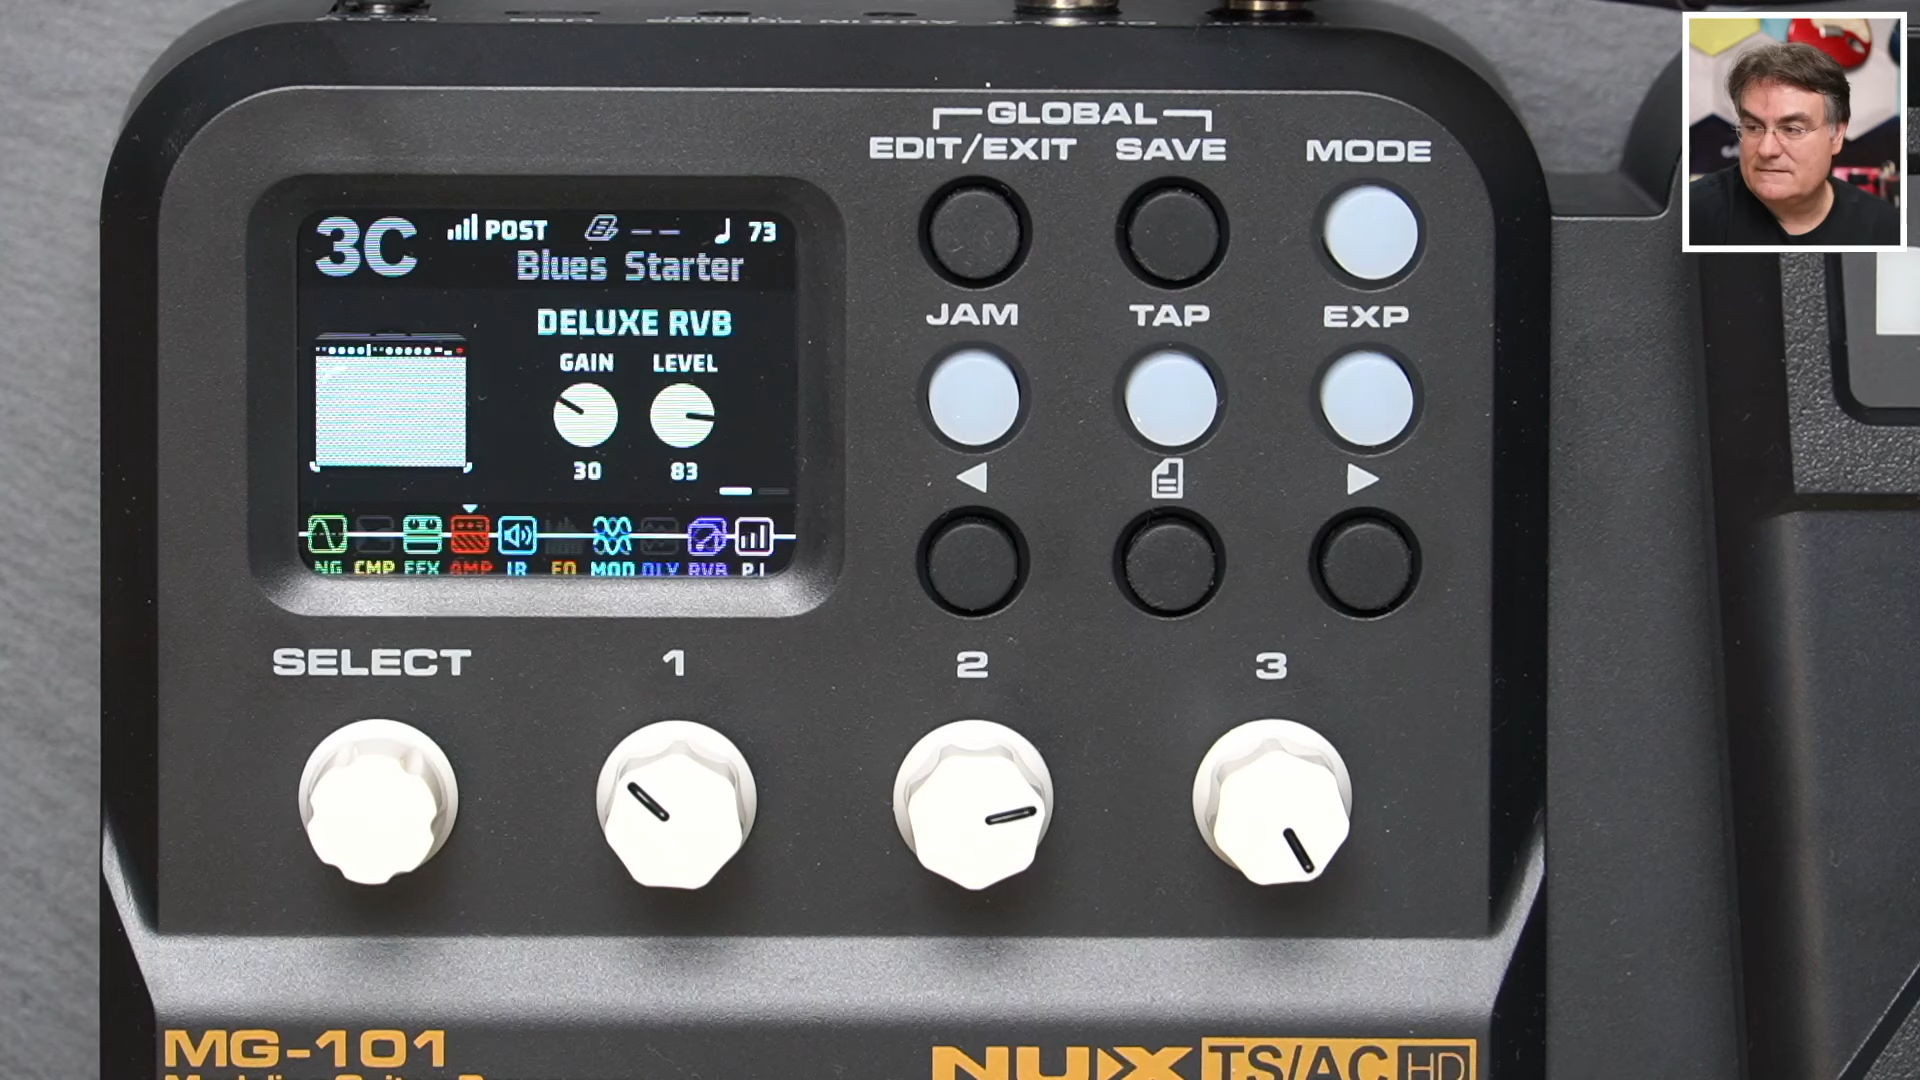 GLOBAL
EDIT/EXIT SAVE MODE
3C POST -- 73
Blues Starter
DELUXE RVB
GAIN LEVEL
30 83
NG CMP EFX AMP IR EQ MOD DLY RVB P.L
JAM TAP EXP
SELECT 1 2 3
MG-101
NUX TS/AC HD